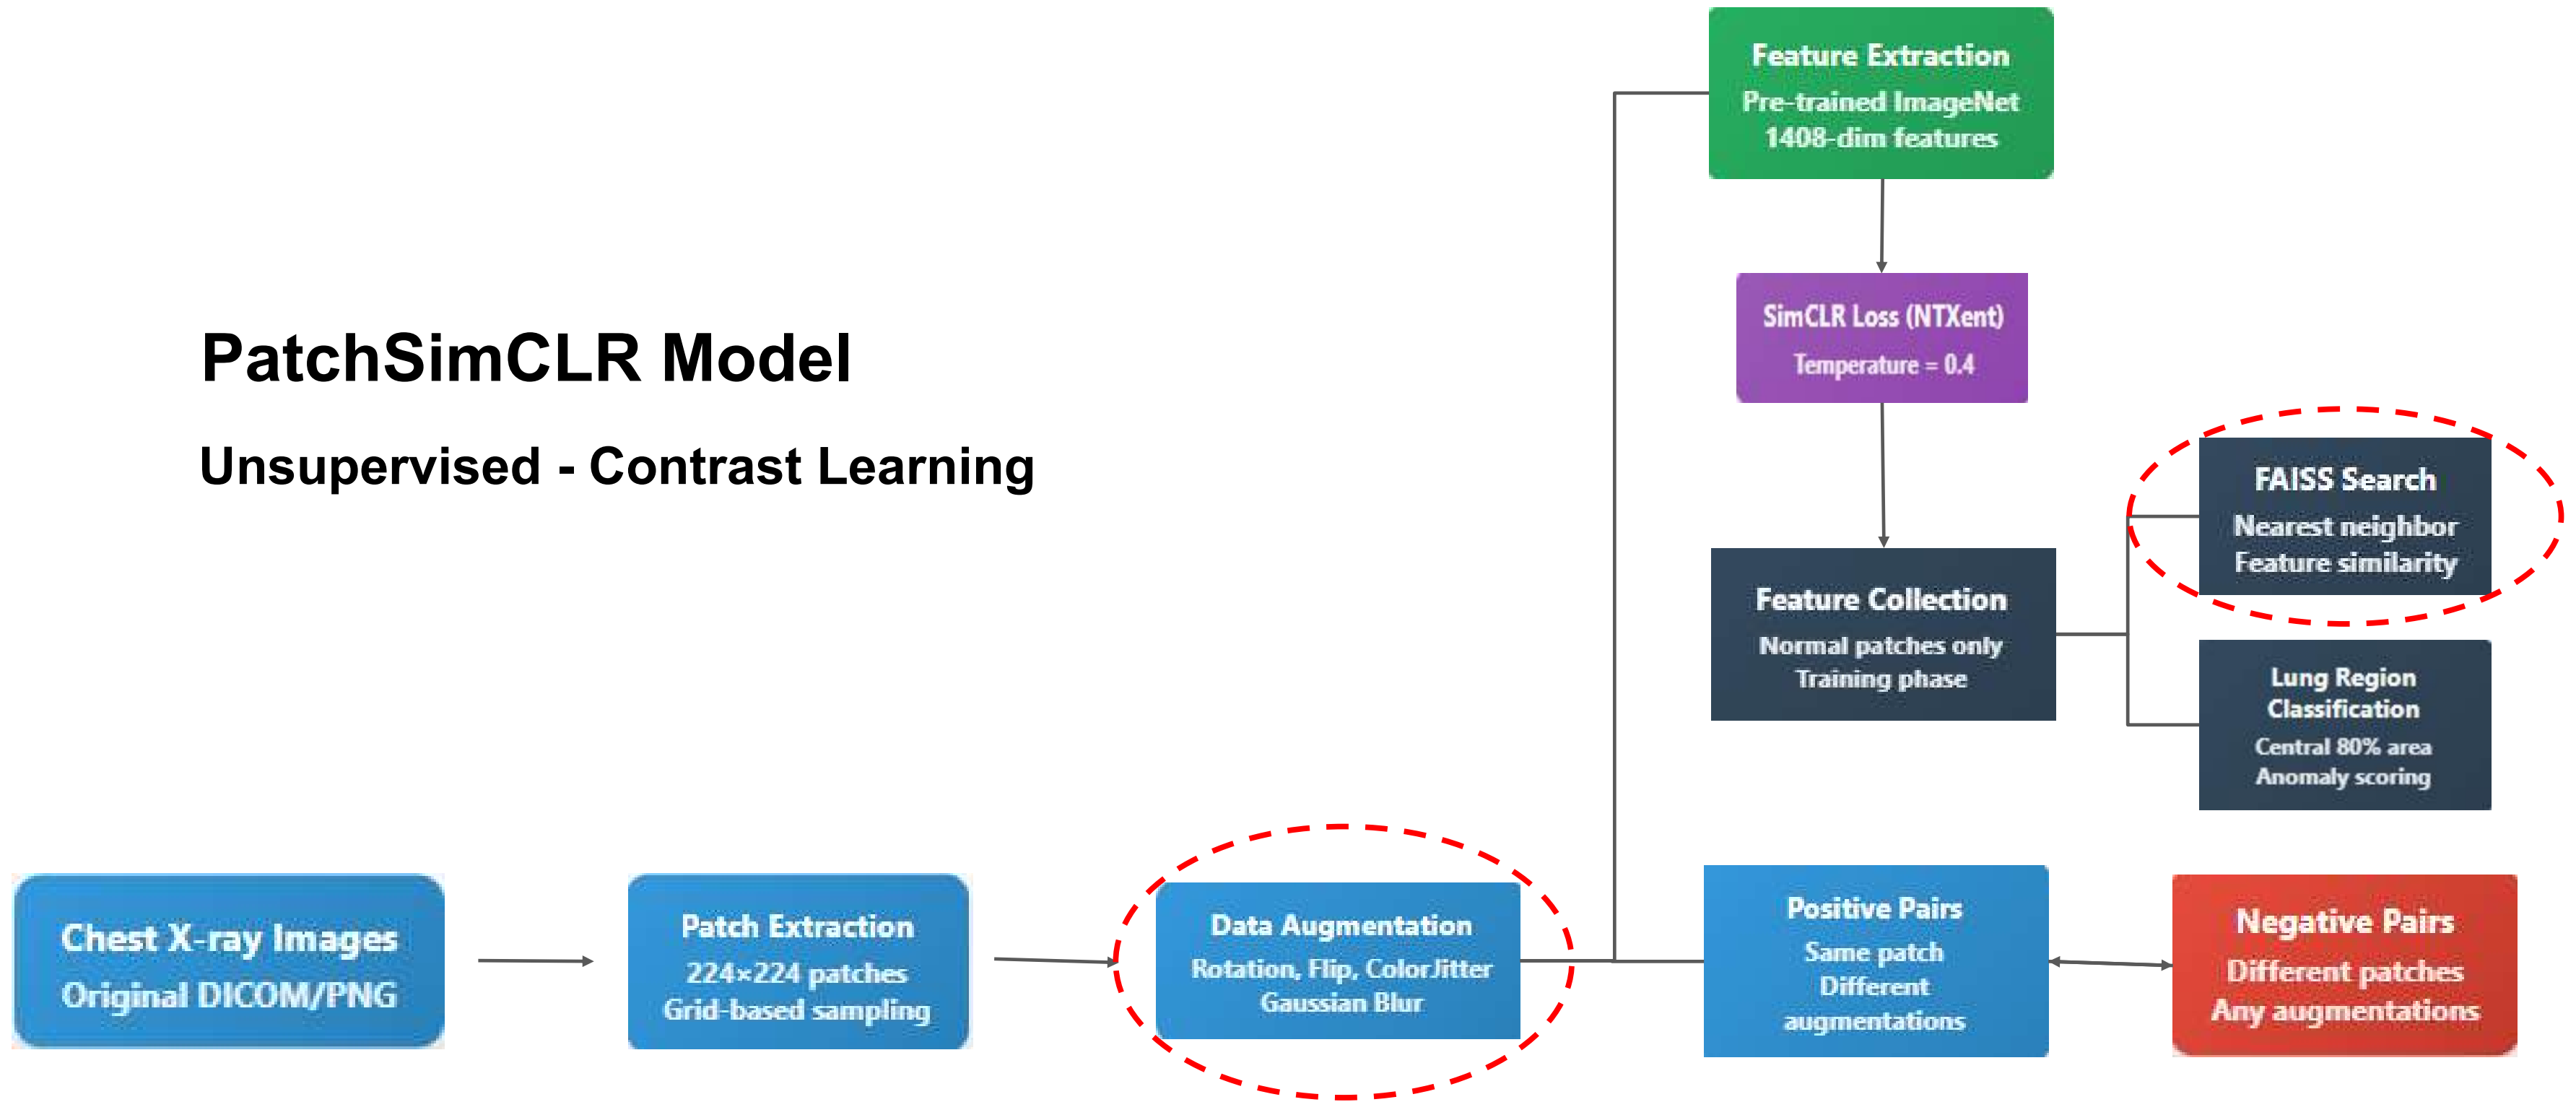 PatchSimCLR Model
Unsupervised - Contrast Learning
Chest X-ray Images
Original DICOM/PNG
Patch Extraction
224×224 patches
Grid-based sampling
Data Augmentation
Rotation, Flip, ColorJitter
Gaussian Blur
Feature Extraction
Pre-trained ImageNet
1408-dim features
SimCLR Loss (NTXent)
Temperature = 0.4
Feature Collection
Normal patches only
Training phase
FAISS Search
Nearest neighbor
Feature similarity
Lung Region
Classification
Central 80% area
Anomaly scoring
Positive Pairs
Same patch
Different
augmentations
Negative Pairs
Different patches
Any augmentations